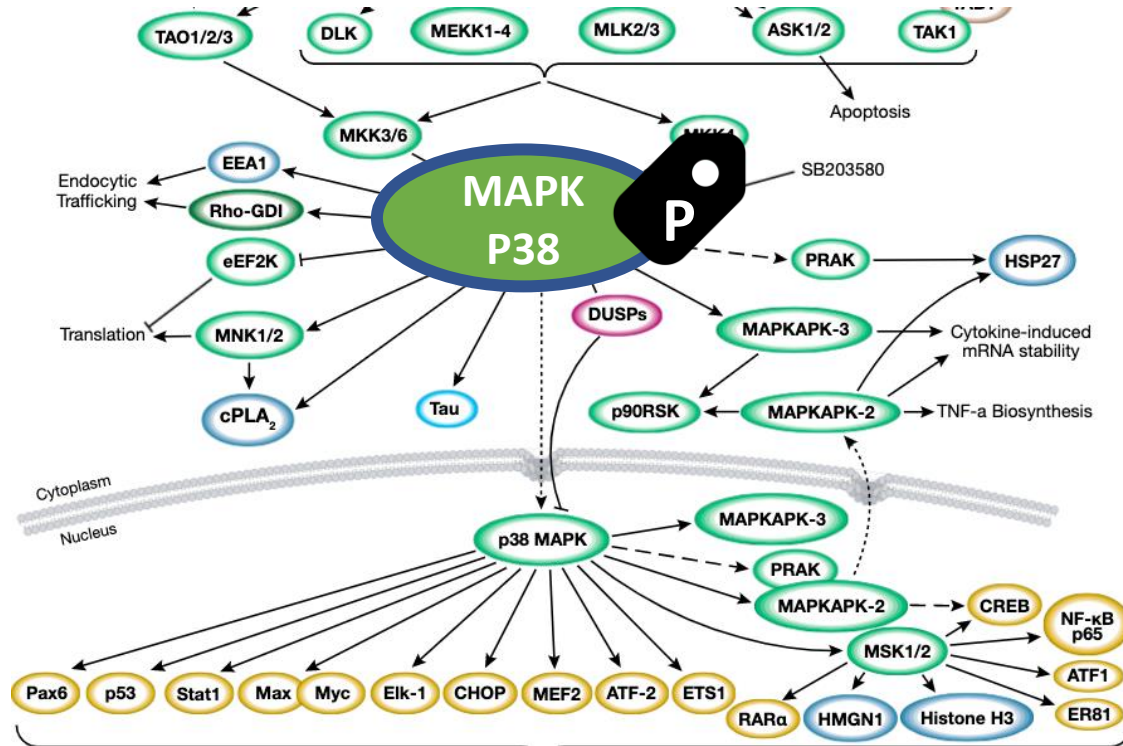 TAO1/2/3
DLK
MEKK1-4
MLK2/3
ASK1/2
TAK1
Apoptosis
MKK3/6
MKK4
EEA1
Endocytic
Trafficking
Rho-GDI
MAPK
P38
P
SB203580
eEF2K
PRAK
HSP27
DUSPs
Translation
MNK1/2
MAPKAPK-3
Cytokine-induced
mRNA stability
cPLA2
Tau
p90RSK
MAPKAPK-2
TNF-a Biosynthesis
Cytoplasm
Nucleus
p38 MAPK
MAPKAPK-3
PRAK
MAPKAPK-2
CREB
NF-κB
p65
MSK1/2
ATF1
Pax6
p53
Stat1
Max
Myc
Elk-1
CHOP
MEF2
ATF-2
ETS1
RARα
HMGN1
Histone H3
ER81